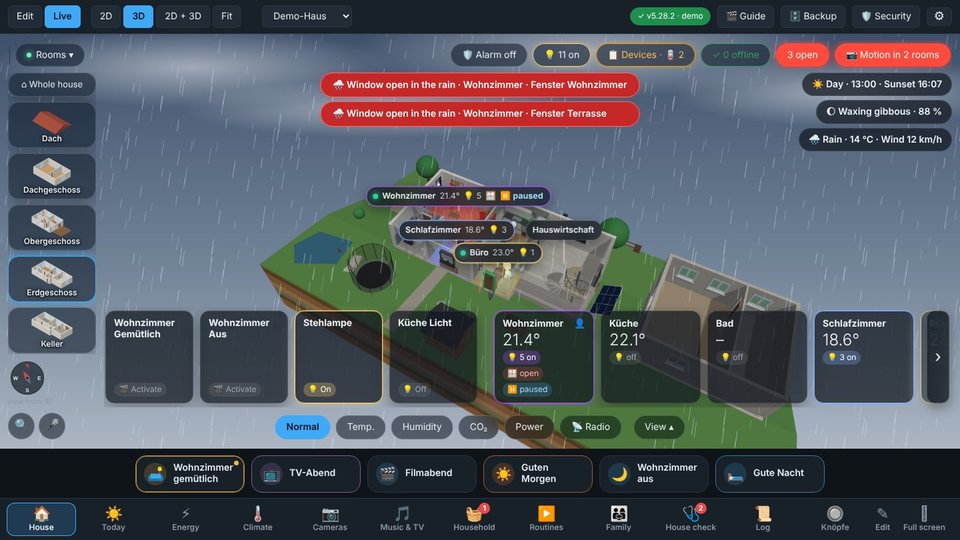 Edit Live 2D 3D 2D + 3D Fit Demo-Haus ✓ v5.28.2 · demo Guide Backup Security
Rooms ▾ Alarm off 11 on Devices · 2 ✓ 0 offline 3 open Motion in 2 rooms
⌂ Whole house
Window open in the rain · Wohnzimmer · Fenster Wohnzimmer
Day · 13:00 · Sunset 16:07
Window open in the rain · Wohnzimmer · Fenster Terrasse
Waxing gibbous · 88 %
Rain · 14 °C · Wind 12 km/h
Dach
Dachgeschoss
Obergeschoss
Erdgeschoss
Keller
Wohnzimmer 21.4° 5 paused
Schlafzimmer 18.6° 3
Hauswirtschaft
Büro 23.0° 1
Wohnzimmer Gemütlich
Activate
Wohnzimmer Aus
Activate
Stehlampe
On
Küche Licht
Off
Wohnzimmer
21.4°
5 on
open
paused
Küche
22.1°
off
Bad
–
off
Schlafzimmer
18.6°
3 on
›
N
W E
S
Normal Temp. Humidity CO₂ Power Radio View ▴
Wohnzimmer gemütlich
TV-Abend
Filmabend
Guten Morgen
Wohnzimmer aus
Gute Nacht
House
Today
Energy
Climate
Cameras
Music & TV
1
Household
Routines
Family
2
House check
Log
Knöpfe
Edit
Full screen